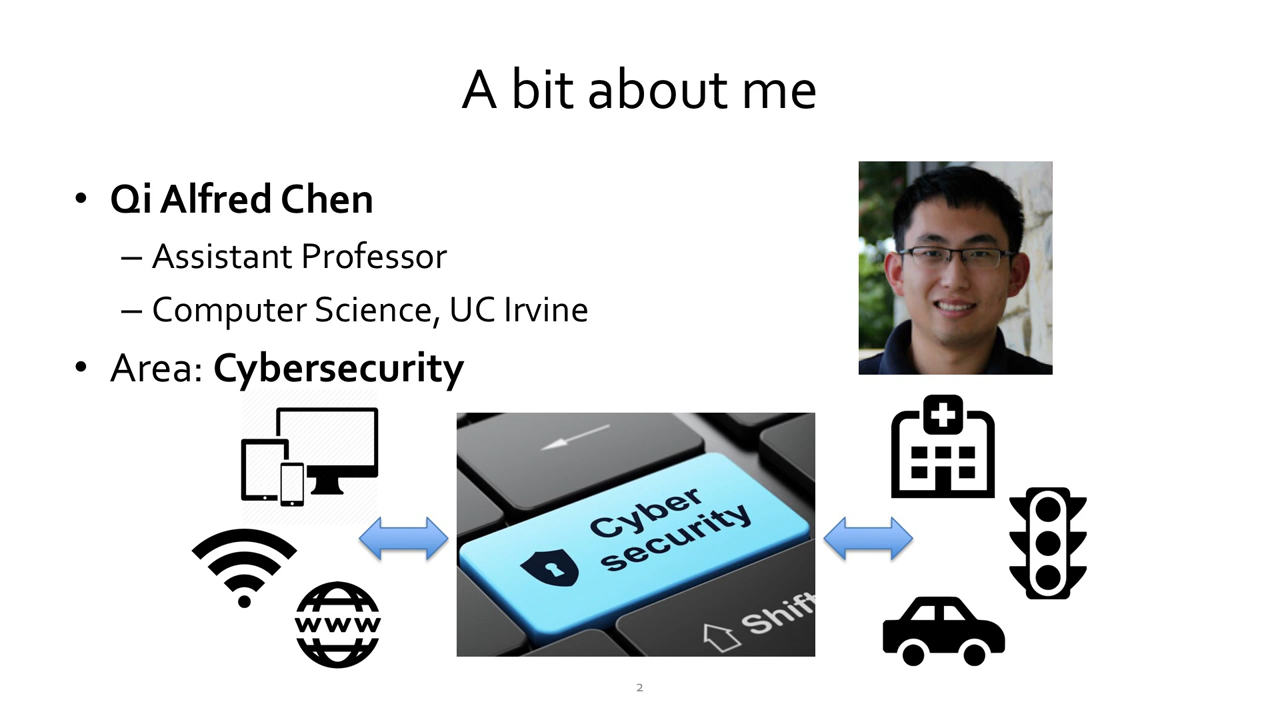 A bit about me
• Qi Alfred Chen
– Assistant Professor
– Computer Science, UC Irvine
• Area: Cybersecurity
Cyber
security
Shift
www
2